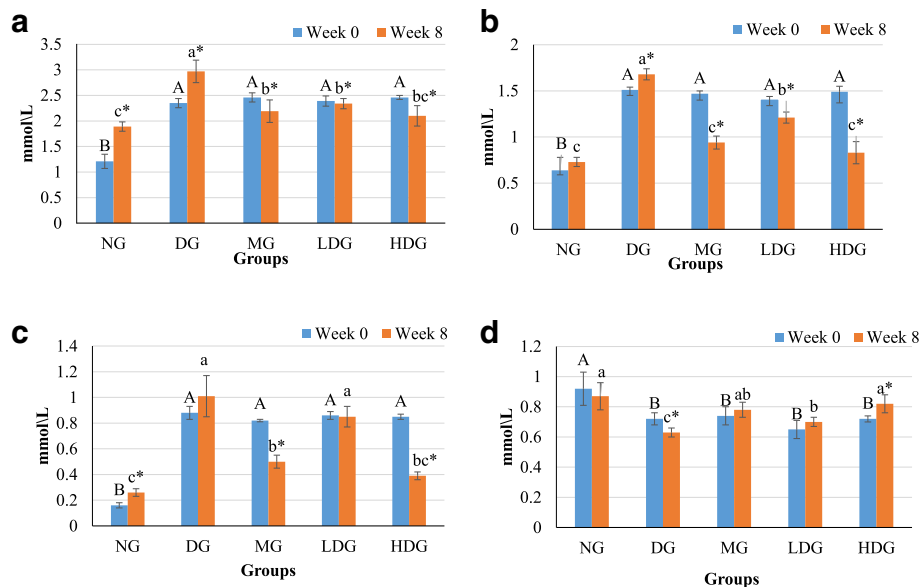 a
Week 0 Week 8
3.5
3
2.5
2
1.5
1
0.5
0
mmol\L
B c* A a* A b* A b* A bc*
NG DG MG LDG HDG
Groups
b
Week 0 Week 8
2
1.5
1
0.5
0
mmol\L
B c A a* A c* A b* A c*
NG DG MG LDG HDG
Groups
c
Week 0 Week 8
1.4
1.2
1
0.8
0.6
0.4
0.2
0
mmol\L
B c* A a A b* A a A bc*
NG DG MG LDG HDG
Groups
d
Week 0 Week 8
1.2
1
0.8
0.6
0.4
0.2
0
mmol\L
A a B c* B ab B b B a*
NG DG MG LDG HDG
Groups